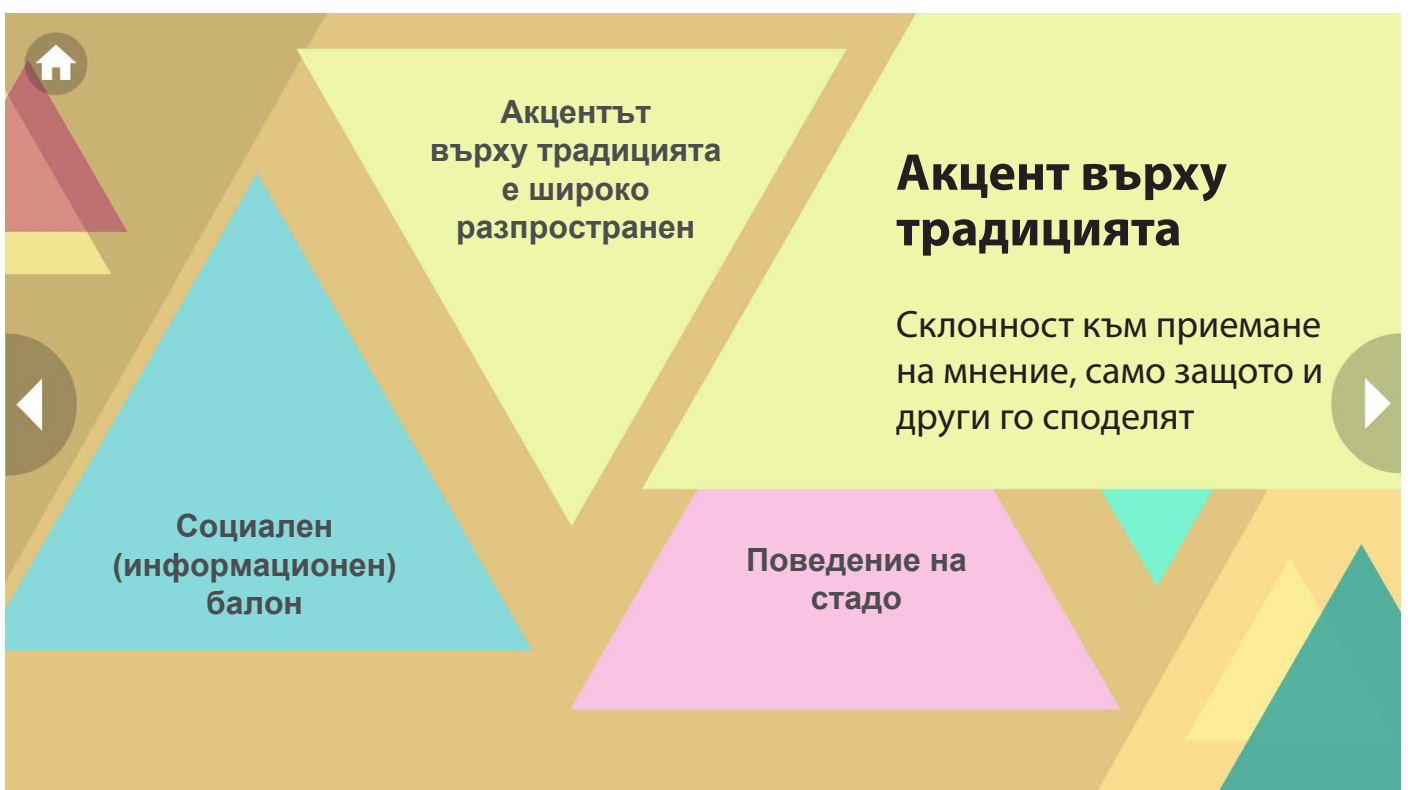 Акцентът
върху традицията
е широко
разпространен
Акцент върху
традицията
Склонност към приемане
на мнение, само защото и
други го споделят
Социален
(информационен)
балон
Поведение на
стадо